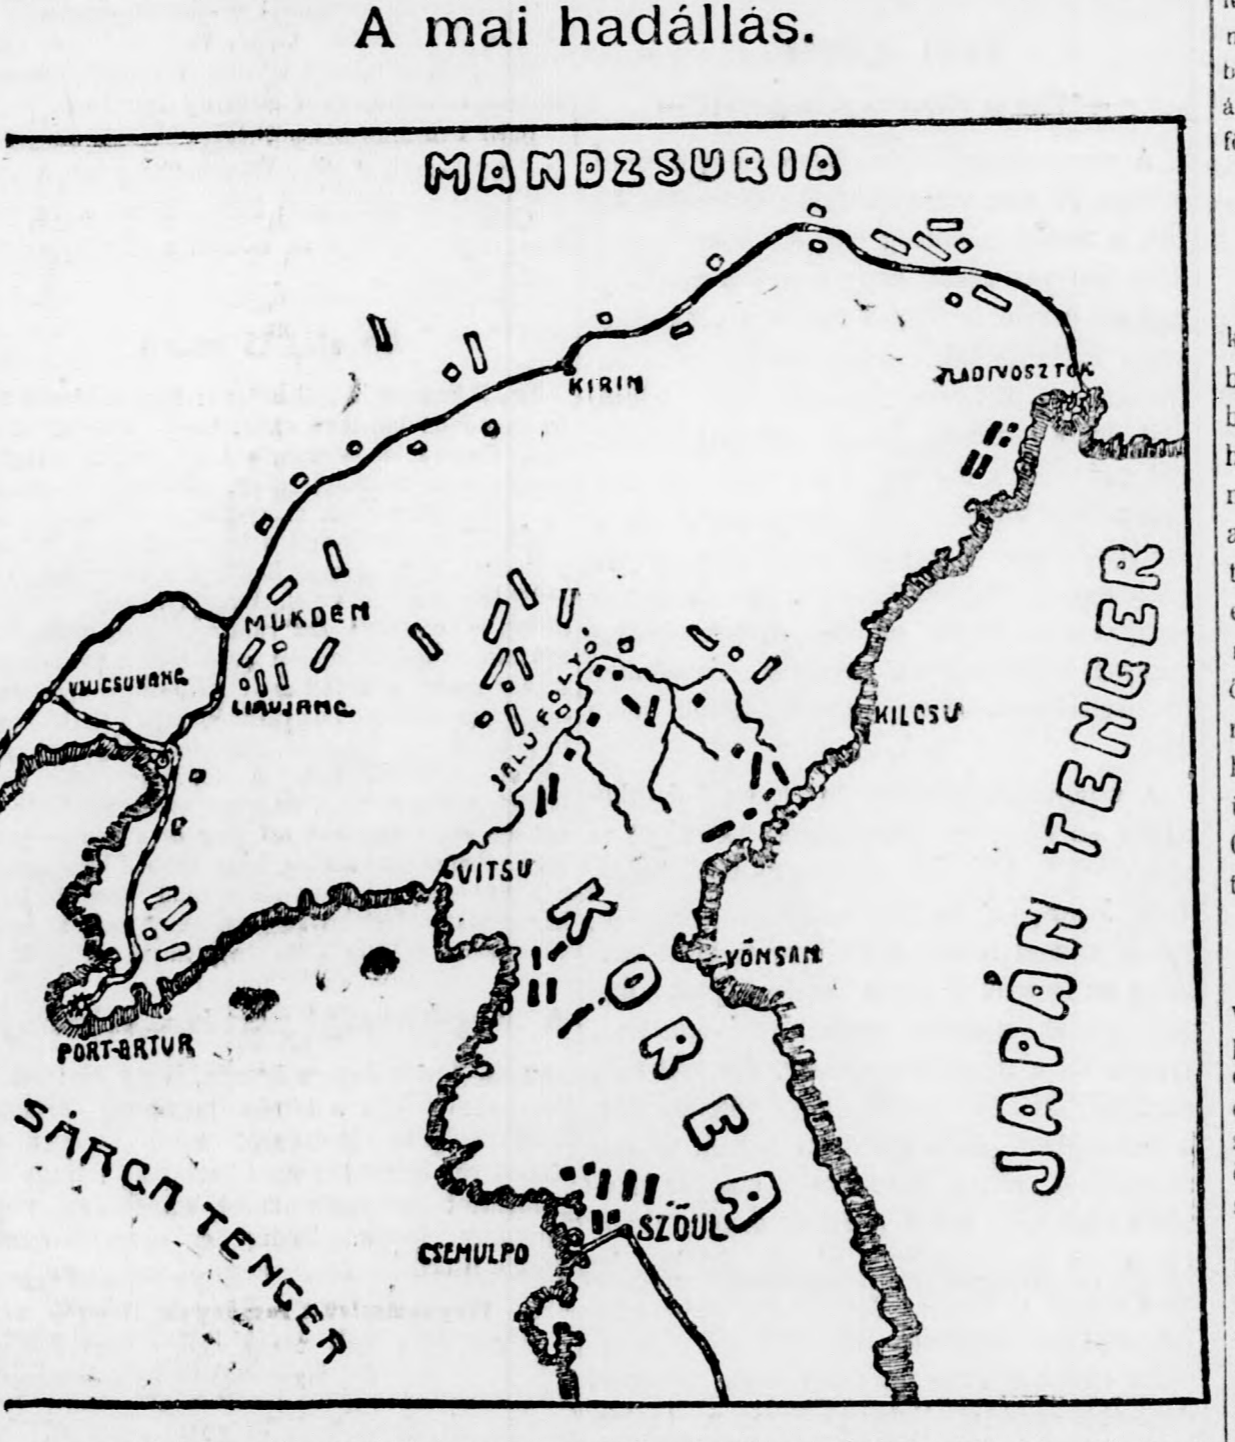 A mai hadállás.
MANDZSURIA
KIRIN
VLADIVOSZTOK
MUKDEN
LIAUJANG
JALU FOLY.
KILCSU
VITSU
KOREA
VÖNSAN
PORT-ARTUR
SÁRGA TENGER
JAPÁN TENGER
SZÖUL
CSEMULPO